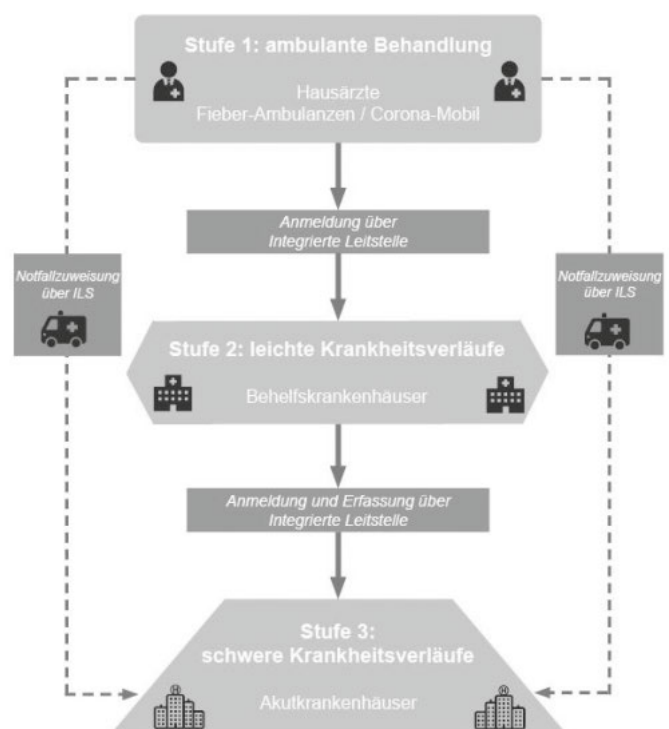 Stufe 1: ambulante Behandlung
Hausärzte
Fieber-Ambulanzen / Corona-Mobil
Anmeldung über
Integrierte Leitstelle
Notfallzuweisung
über ILS
Notfallzuweisung
über ILS
Stufe 2: leichte Krankheitsverläufe
Behelfskrankenhäuser
Anmeldung und Erfassung über
Integrierte Leitstelle
Stufe 3:
schwere Krankheitsverläufe
Akutkrankenhäuser